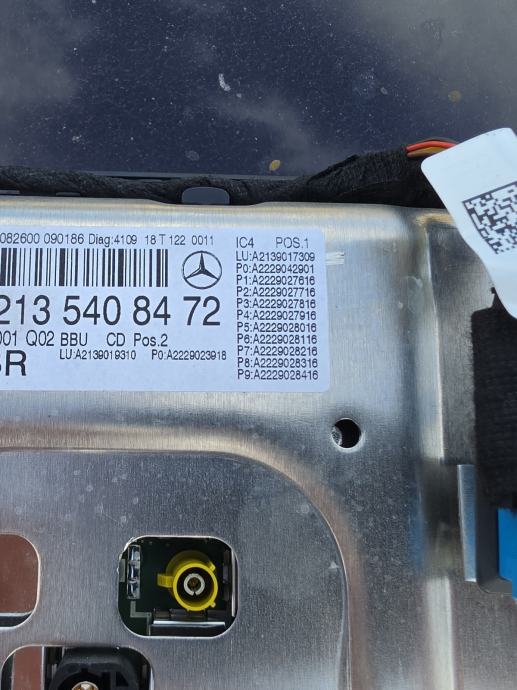 082600 090186 Diag:4109 18 T 122 0011
213 540 84 72
001 Q02 BBU CD Pos.2
LU:A2139019310 P0:A2229023918
R
IC4 POS.1
LU:A2139017309
P0:A2229042901
P1:A2229027616
P2:A2229027716
P3:A2229027816
P4:A2229027916
P5:A2229028016
P6:A2229028116
P7:A2229028216
P8:A2229028316
P9:A2229028416